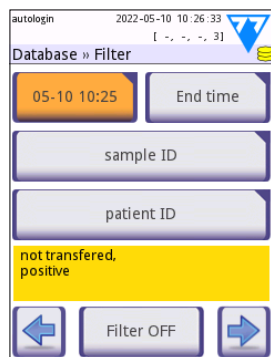 autologin 2022-05-10 10:26:33
[ -, -, -, 3]
Database » Filter
05-10 10:25 End time
sample ID
patient ID
not transfered,
positive
Filter OFF